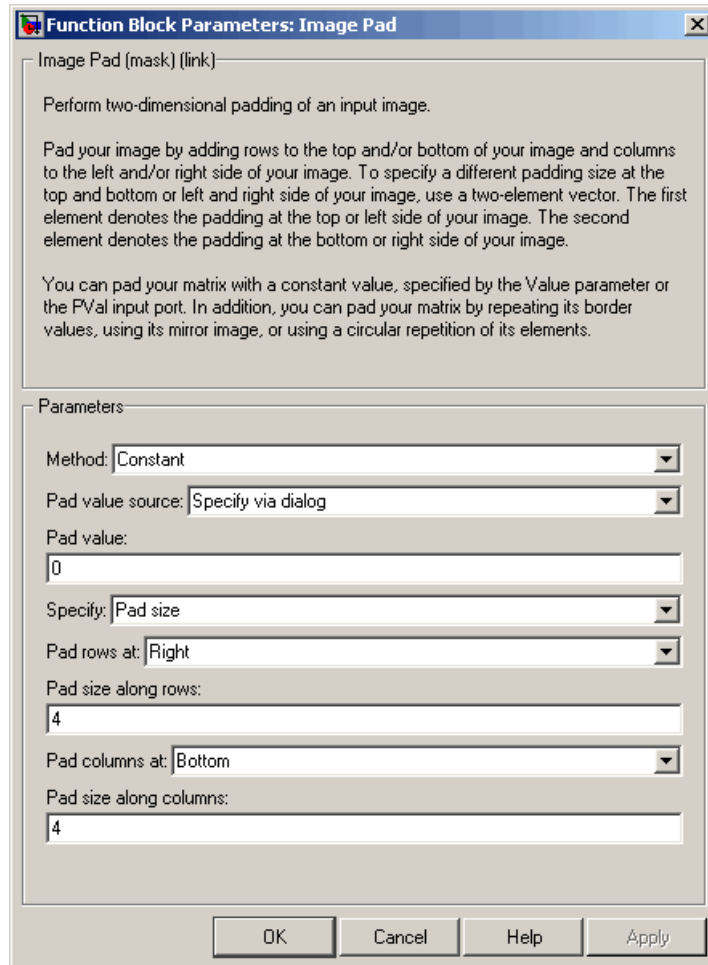 Function Block Parameters: Image Pad
Image Pad (mask) (link)
Perform two-dimensional padding of an input image.
Pad your image by adding rows to the top and/or bottom of your image and columns
to the left and/or right side of your image. To specify a different padding size at the
top and bottom or left and right side of your image, use a two-element vector. The first
element denotes the padding at the top or left side of your image. The second
element denotes the padding at the bottom or right side of your image.
You can pad your matrix with a constant value, specified by the Value parameter or
the PVal input port. In addition, you can pad your matrix by repeating its border
values, using its mirror image, or using a circular repetition of its elements.
Parameters
Method: Constant
Pad value source: Specify via dialog
Pad value:
0
Specify: Pad size
Pad rows at: Right
Pad size along rows:
4
Pad columns at: Bottom
Pad size along columns:
4
OK Cancel Help Apply